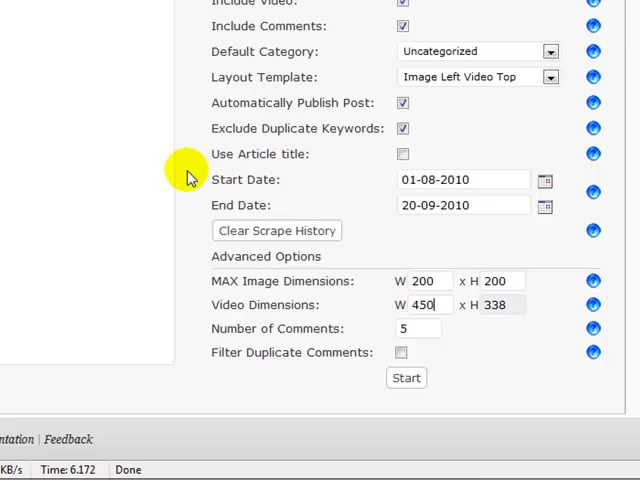 Include Video:
Include Comments:
Default Category: Uncategorized
Layout Template: Image Left Video Top
Automatically Publish Post:
Exclude Duplicate Keywords:
Use Article title:
Start Date: 01-08-2010
End Date: 20-09-2010
Clear Scrape History
Advanced Options
MAX Image Dimensions: W 200 x H 200
Video Dimensions: W 450 x H 338
Number of Comments: 5
Filter Duplicate Comments:
Start
ntation | Feedback
KB/s Time: 6.172 Done